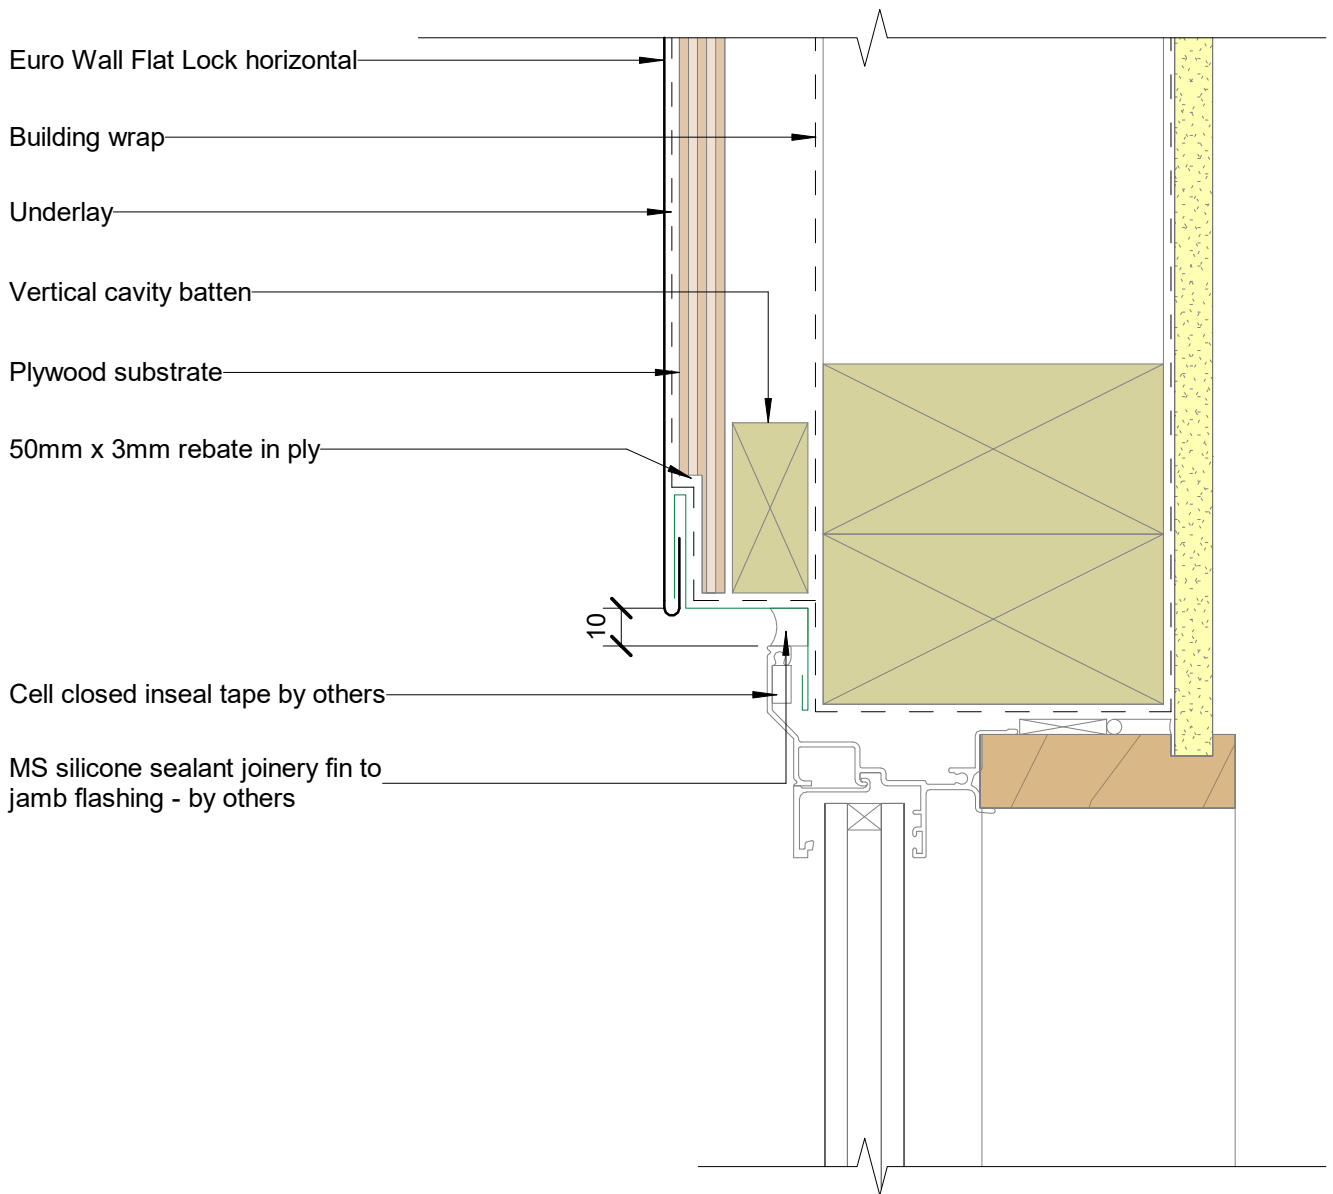 Euro Wall Flat Lock horizontal
Building wrap
Underlay
Vertical cavity batten
Plywood substrate
50mm x 3mm rebate in ply
10
Cell closed inseal tape by others
MS silicone sealant joinery fin to
jamb flashing - by others